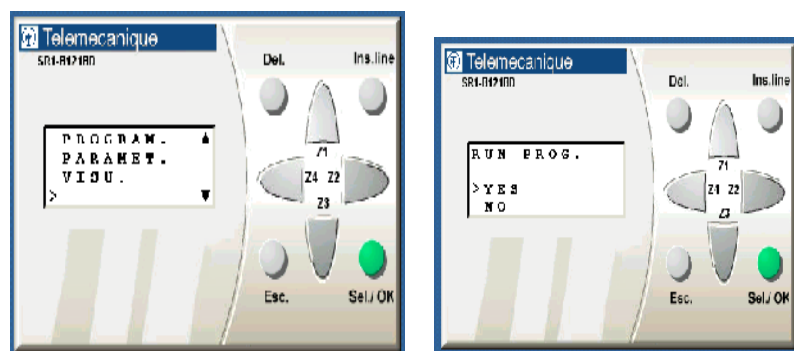 Telemecanique
SR1-B121BD
Del.
Ins.line
PROGRAM.
PARAMET.
VISU.
>
Z1
Z4 Z2
Z3
Esc.
Sel./ OK
Telemecanique
SR1-B121BD
Del.
Ins.line
RUN PROG.
>YES
NO
Z1
Z4 Z2
Z3
Esc.
Sel./ OK